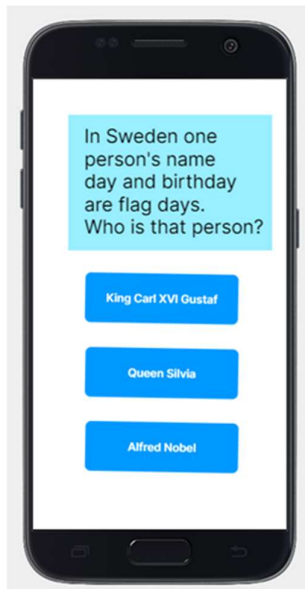 In Sweden one
person's name
day and birthday
are flag days.
Who is that person?
King Carl XVI Gustaf
Queen Silvia
Alfred Nobel